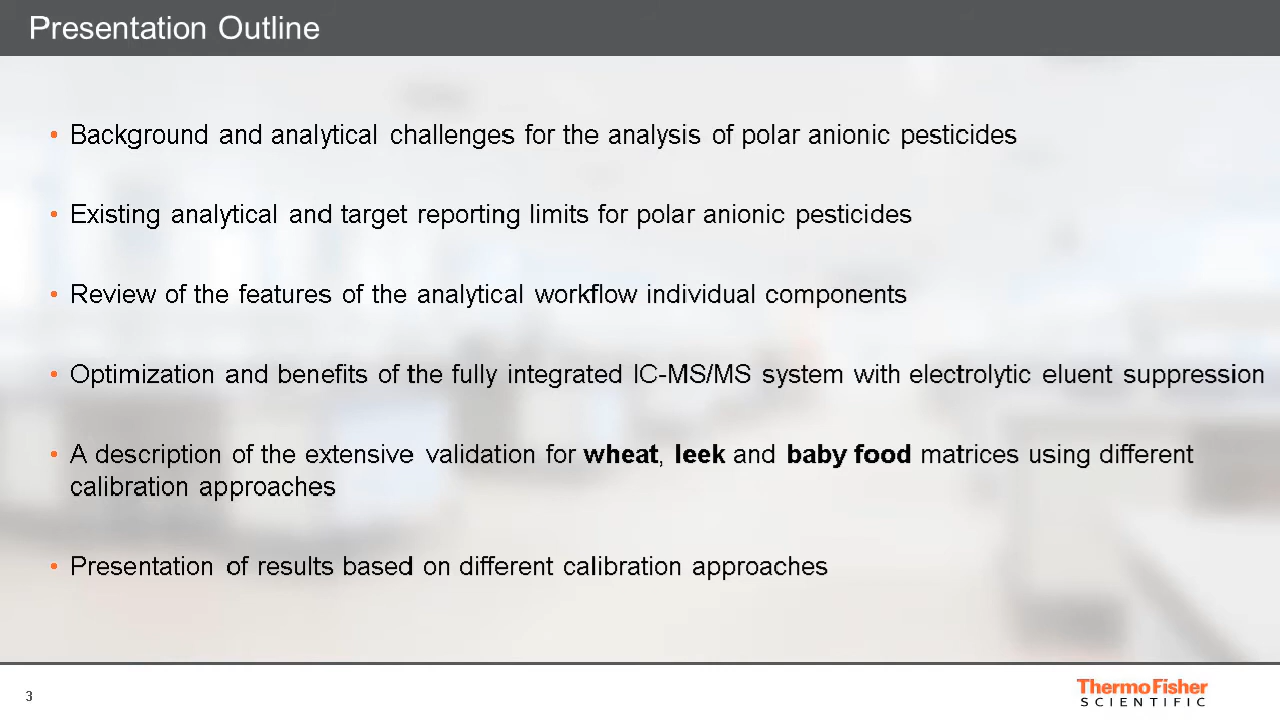 Presentation Outline
• Background and analytical challenges for the analysis of polar anionic pesticides
• Existing analytical and target reporting limits for polar anionic pesticides
• Review of the features of the analytical workflow individual components
• Optimization and benefits of the fully integrated IC-MS/MS system with electrolytic eluent suppression
• A description of the extensive validation for wheat, leek and baby food matrices using different
calibration approaches
• Presentation of results based on different calibration approaches
3
ThermoFisher
SCIENTIFIC